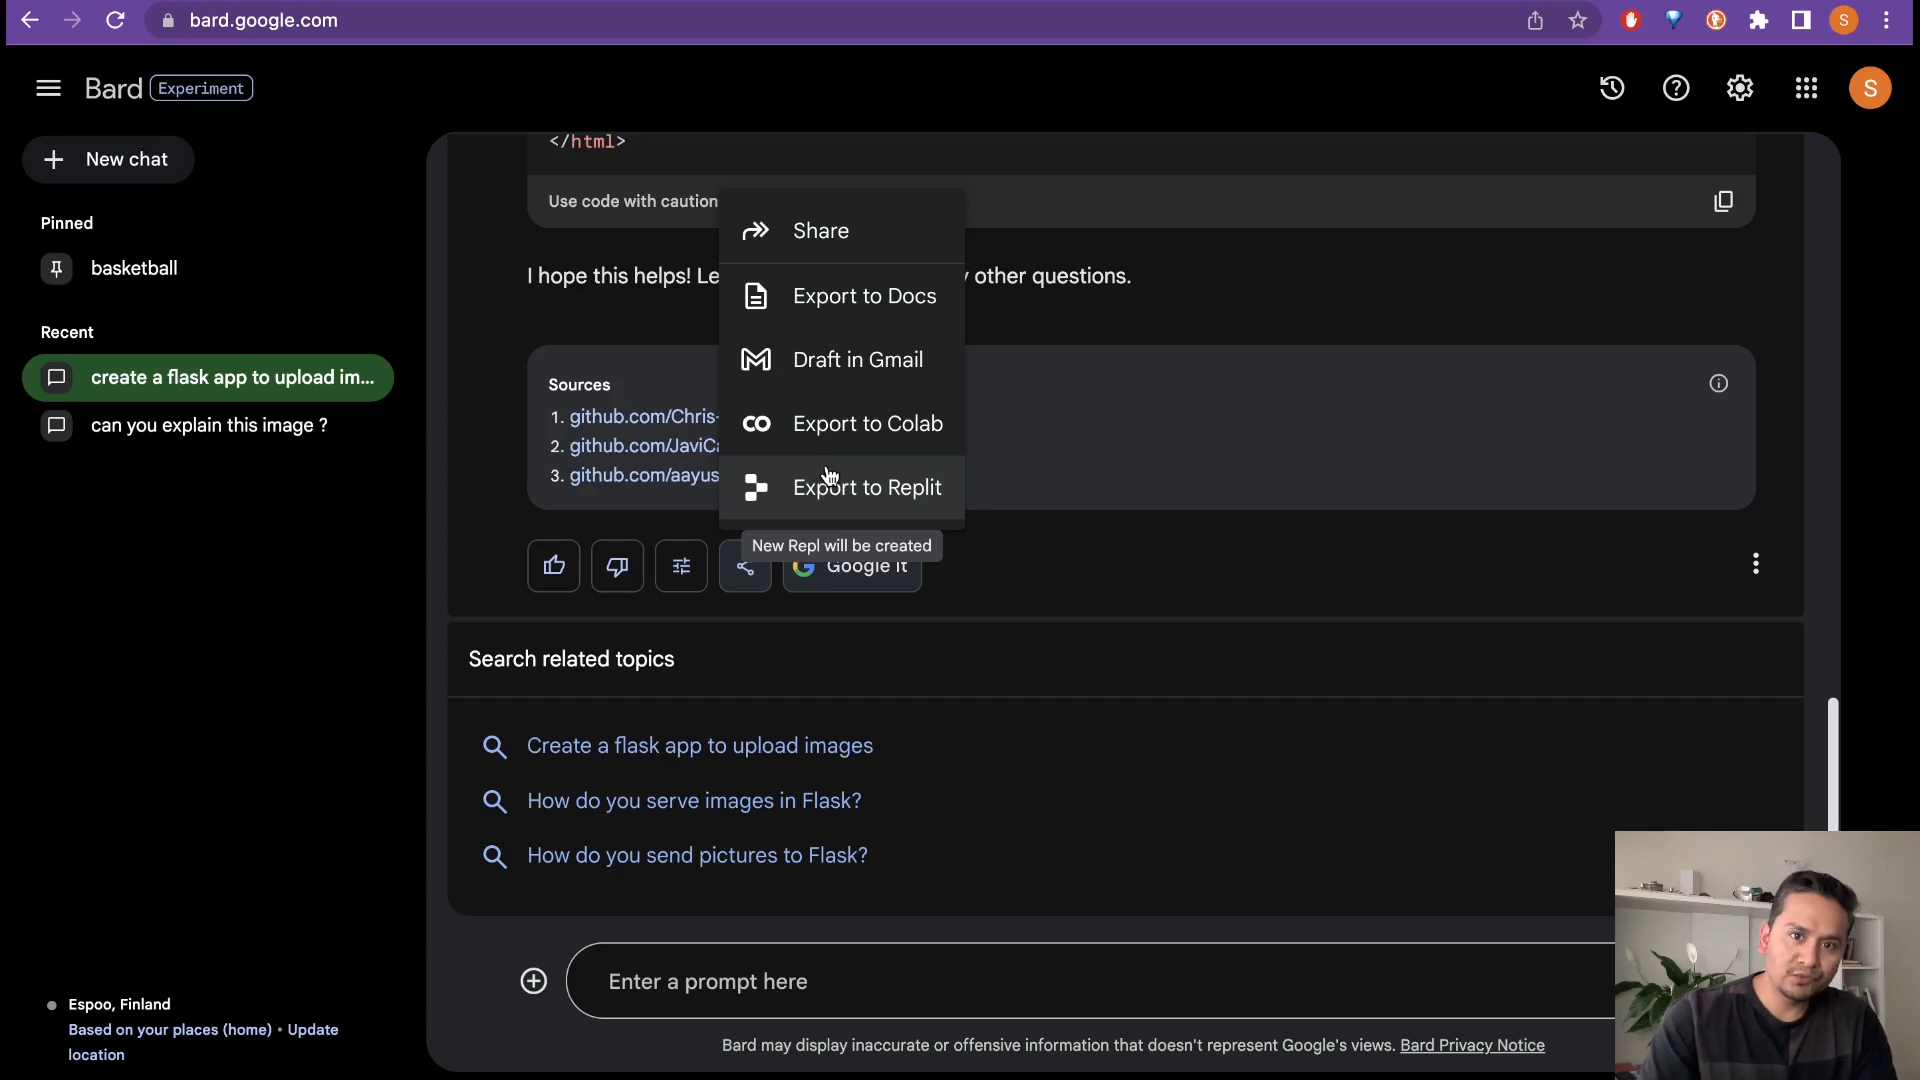 bard.google.com
S
Bard Experiment
S
New chat
Pinned
basketball
Recent
create a flask app to upload im...
can you explain this image ?
Espoo, Finland
Based on your places (home) • Update
location
</html>
Use code with caution
I hope this helps! Le
other questions.
Sources
1. github.com/Chris-
2. github.com/JaviCa
3. github.com/aayus
Share
Export to Docs
Draft in Gmail
Export to Colab
Export to Replit
New Repl will be created
Google it
Search related topics
Create a flask app to upload images
How do you serve images in Flask?
How do you send pictures to Flask?
Enter a prompt here
Bard may display inaccurate or offensive information that doesn't represent Google's views. Bard Privacy Notice